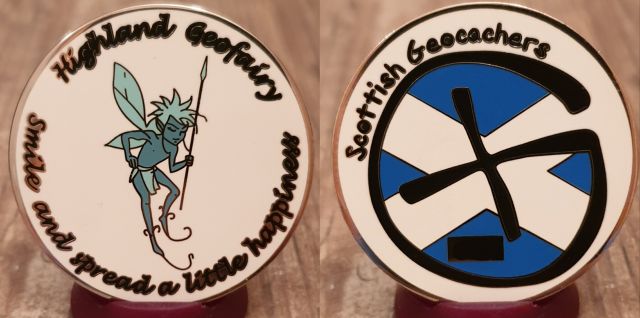 Highland Geofairy
Smile and spread a little happiness
Scottish Geocachers